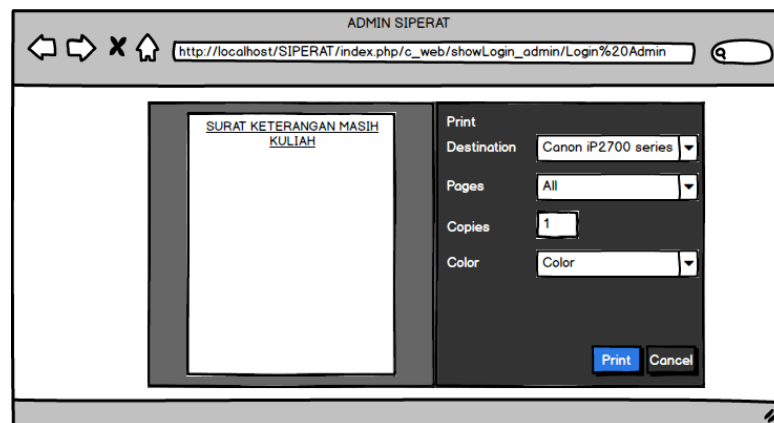 ADMIN SIPERAT
http://localhost/SIPERAT/index.php/c_web/showLogin_admin/Login%20Admin
SURAT KETERANGAN MASIH
KULIAH
Print
Destination Canon iP2700 series
Pages All
Copies 1
Color Color
Print Cancel